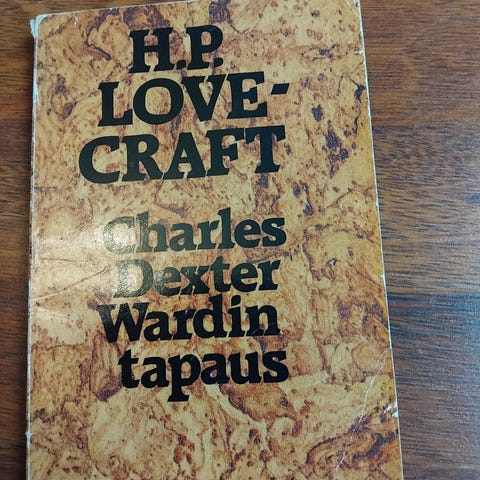 H.P.
LOVE-
CRAFT
Charles
Dexter
Wardin
tapaus